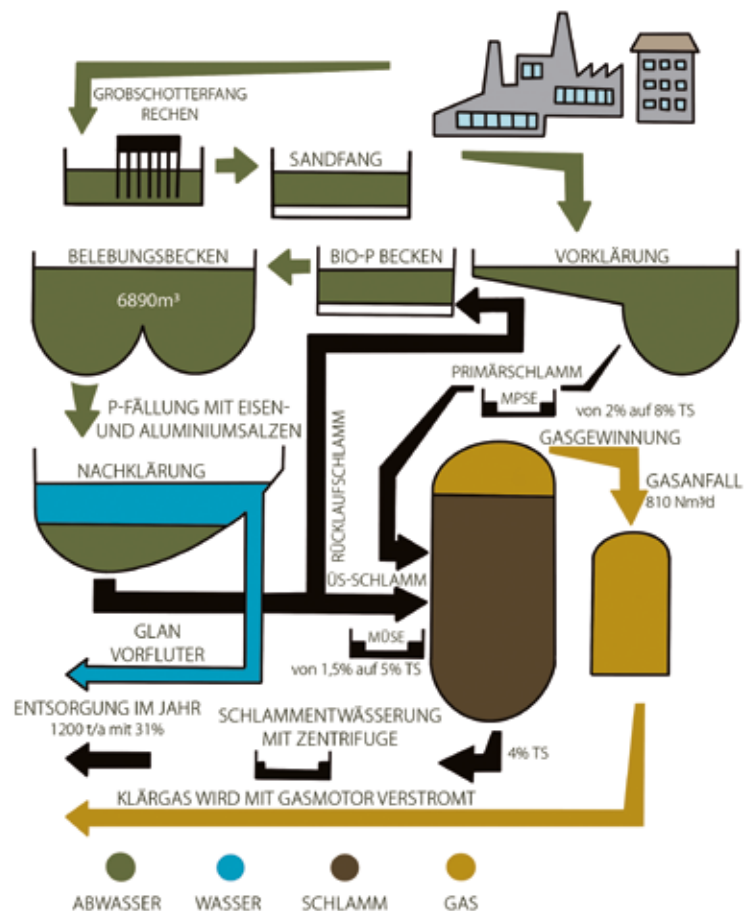 GROBSCHOTTERFANG
RECHEN
SANDFANG
BELEBUNGSBECKEN
BIO-P BECKEN
VORKLÄRUNG
6890m³
PRIMÄRSCHLAMM
MPSE
von 2% auf 8% TS
P-FÄLLUNG MIT EISEN-
UND ALUMINIUMSALZEN
GASGEWINNUNG
NACHKLÄRUNG
GASANFALL
810 Nm³/d
RÜCKLAUFSCHLAMM
ÜS-SCHLAMM
MÜSE
von 1,5% auf 5% TS
GLAN
VORFLUTER
ENTSORGUNG IM JAHR
1200 t/a mit 31%
SCHLAMMENTWÄSSERUNG
MIT ZENTRIFUGE
4% TS
KLÄRGAS WIRD MIT GASMOTOR VERSTROMT
ABWASSER
WASSER
SCHLAMM
GAS